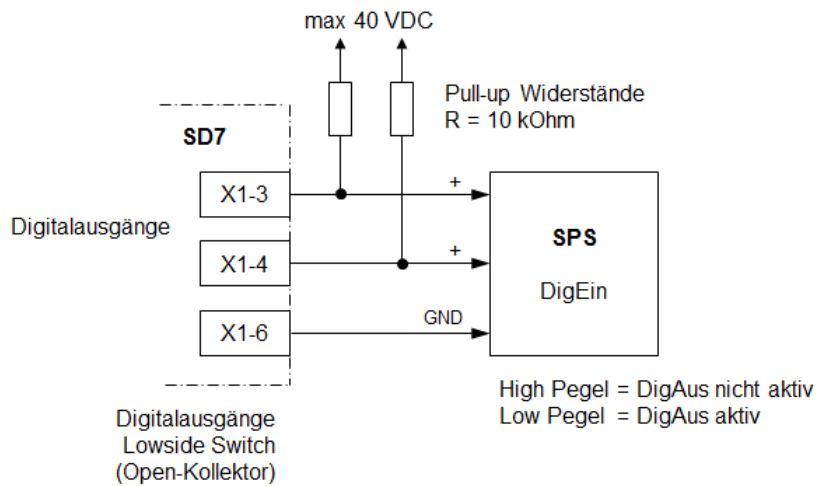 max 40 VDC
Pull-up Widerstände
R = 10 kOhm
SD7
X1-3
+
Digitalausgänge
SPS
X1-4
+
DigEin
X1-6
GND
High Pegel = DigAus nicht aktiv
Low Pegel = DigAus aktiv
Digitalausgänge
Lowside Switch
(Open-Kollektor)